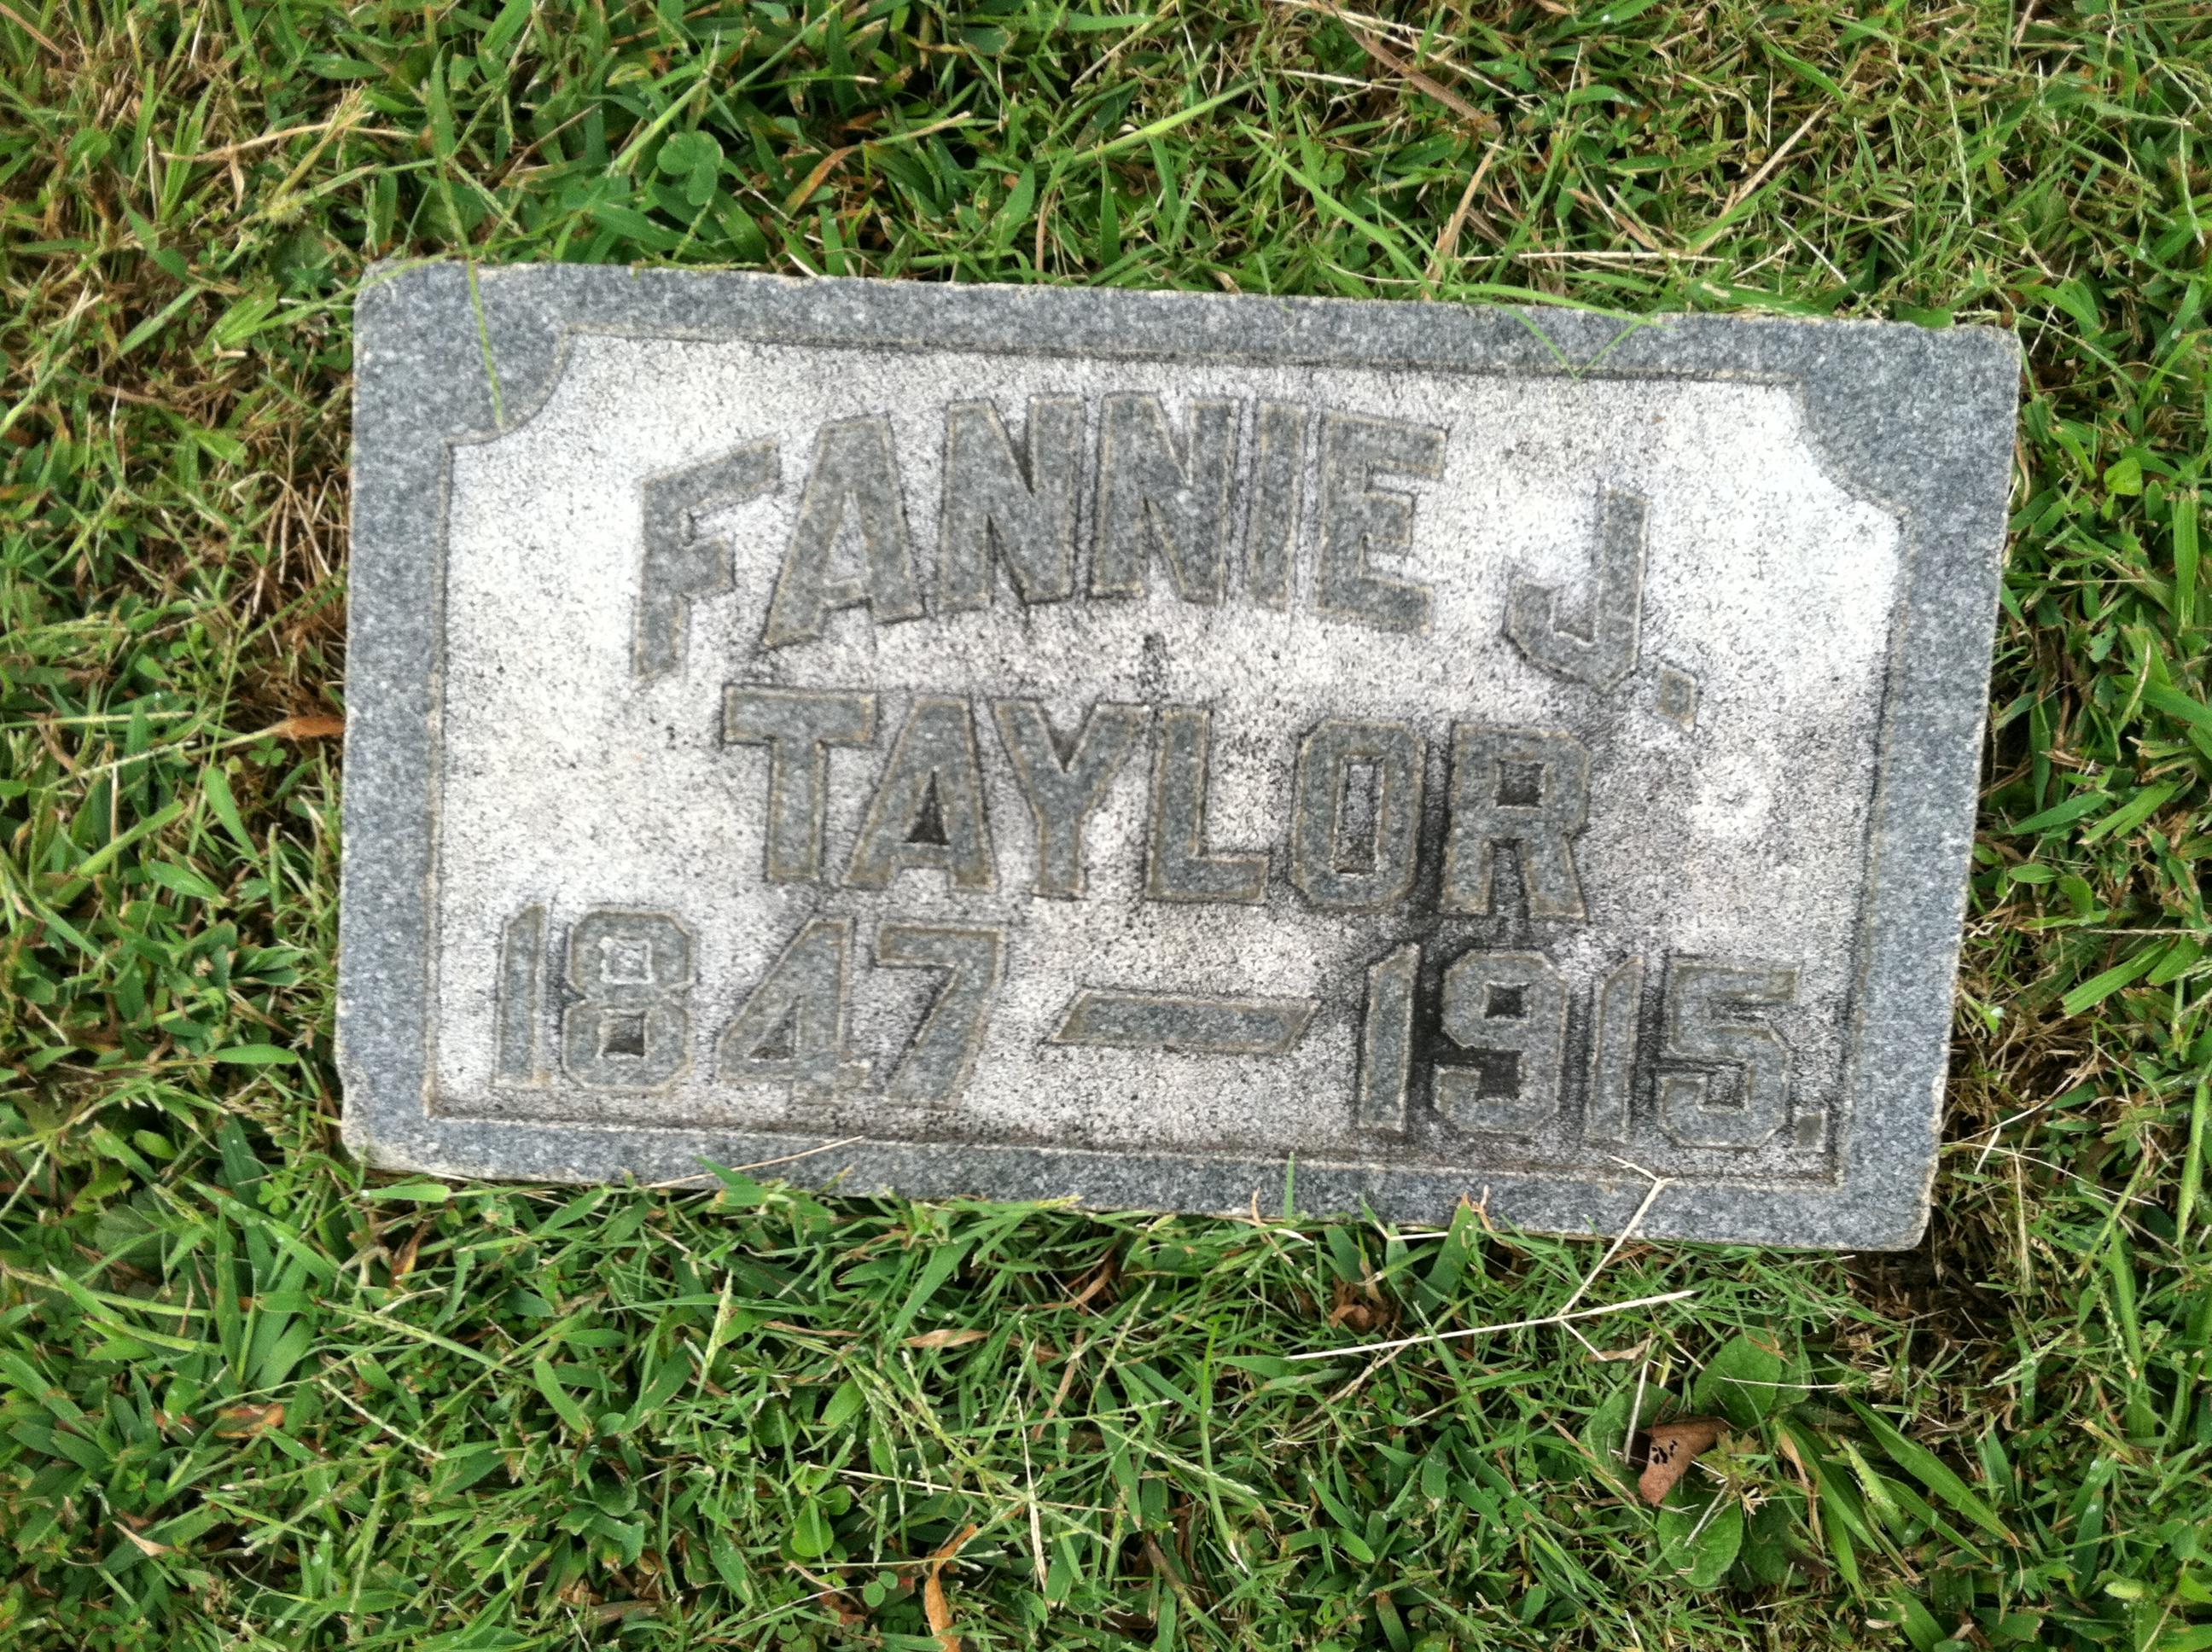 FANNIE J.
TAYLOR
1847 — 1915.